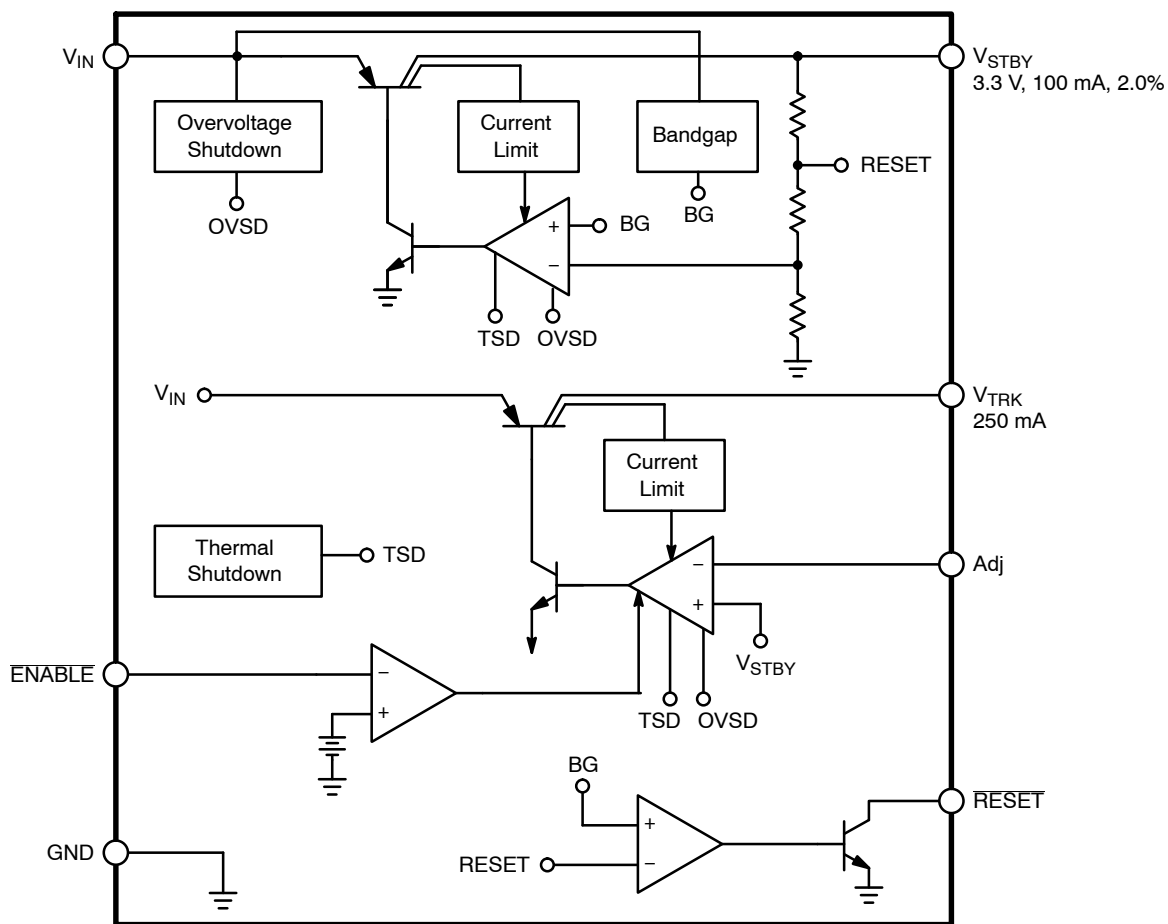 V_IN
V_STBY
3.3 V, 100 mA, 2.0%
Overvoltage
Shutdown
Current
Limit
Bandgap
RESET
OVSD
BG
+
BG
−
TSD
OVSD
V_IN
V_TRK
250 mA
Current
Limit
Thermal
Shutdown
TSD
−
Adj
+
V_STBY
ENABLE
−
TSD
OVSD
+
BG
RESET
+
GND
RESET
−